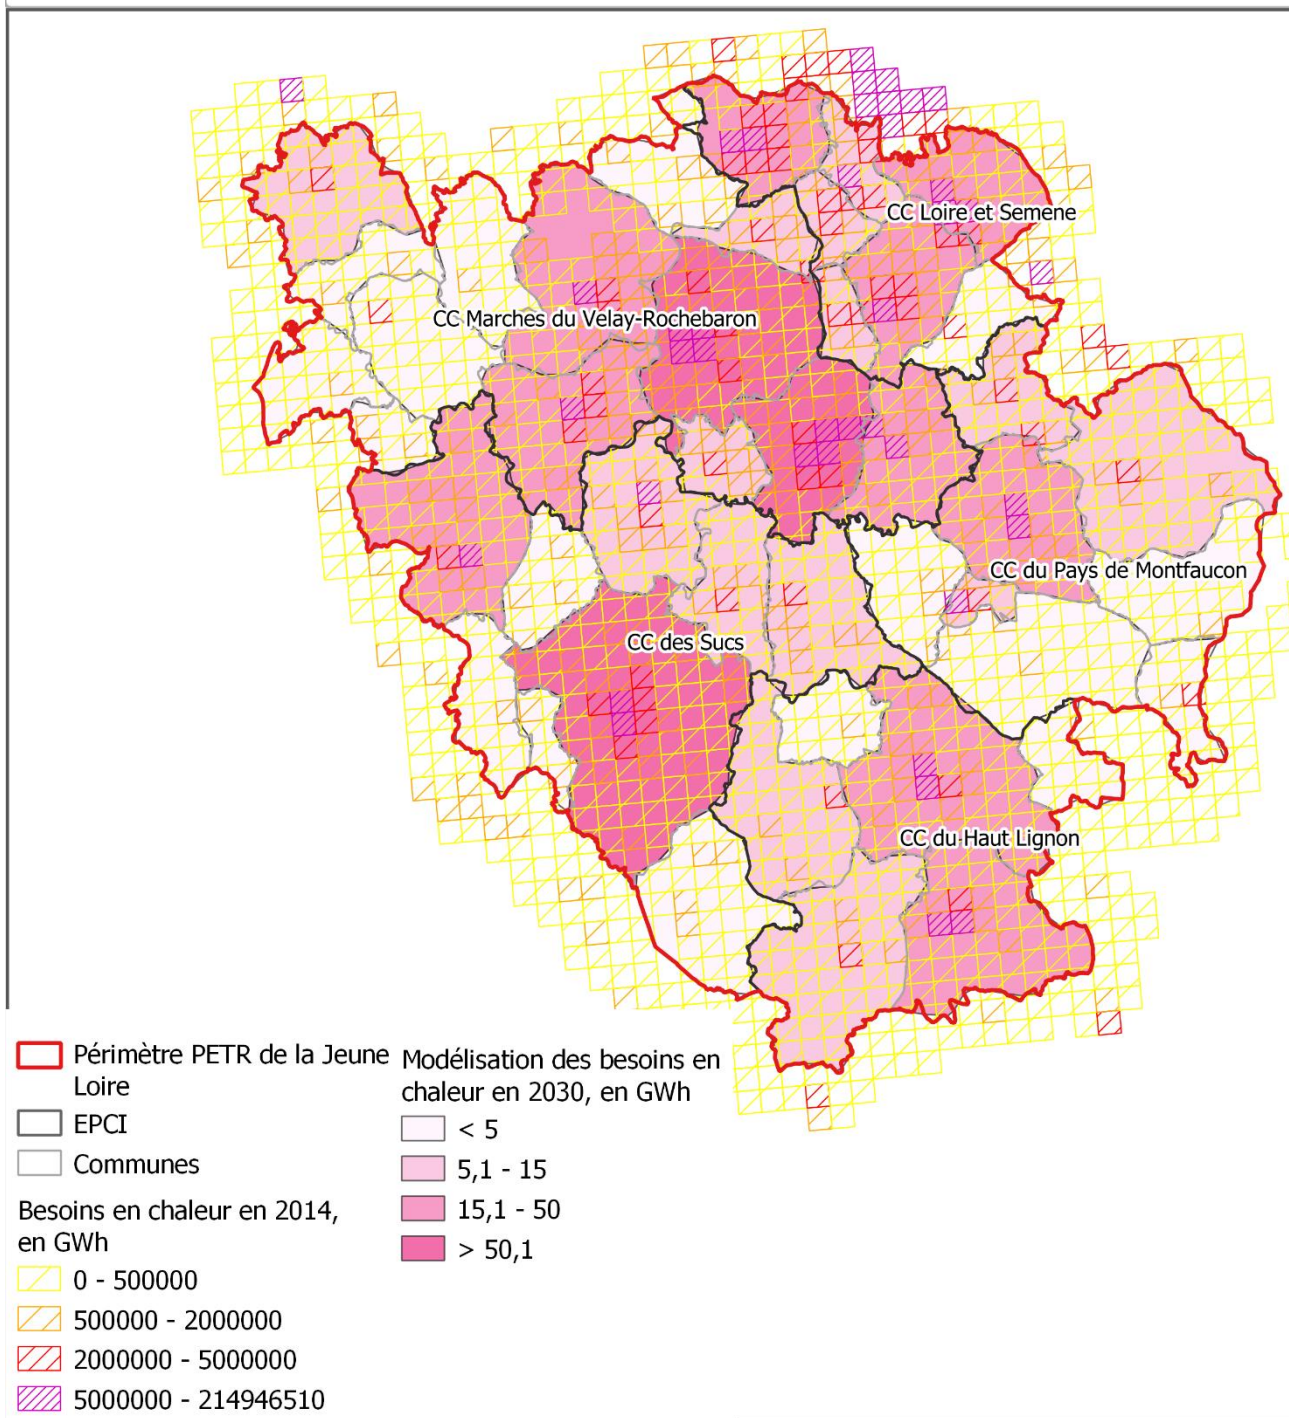 CC Loire et Semene
CC Marches du Velay-Rochebaron
CC du Pays de Montfaucon
CC des Sucs
CC du Haut Lignon
Périmètre PETR de la Jeune
Loire
EPCI
Communes
Besoins en chaleur en 2014,
en GWh
0 - 500000
500000 - 2000000
2000000 - 5000000
5000000 - 214946510
Modélisation des besoins en
chaleur en 2030, en GWh
< 5
5,1 - 15
15,1 - 50
> 50,1